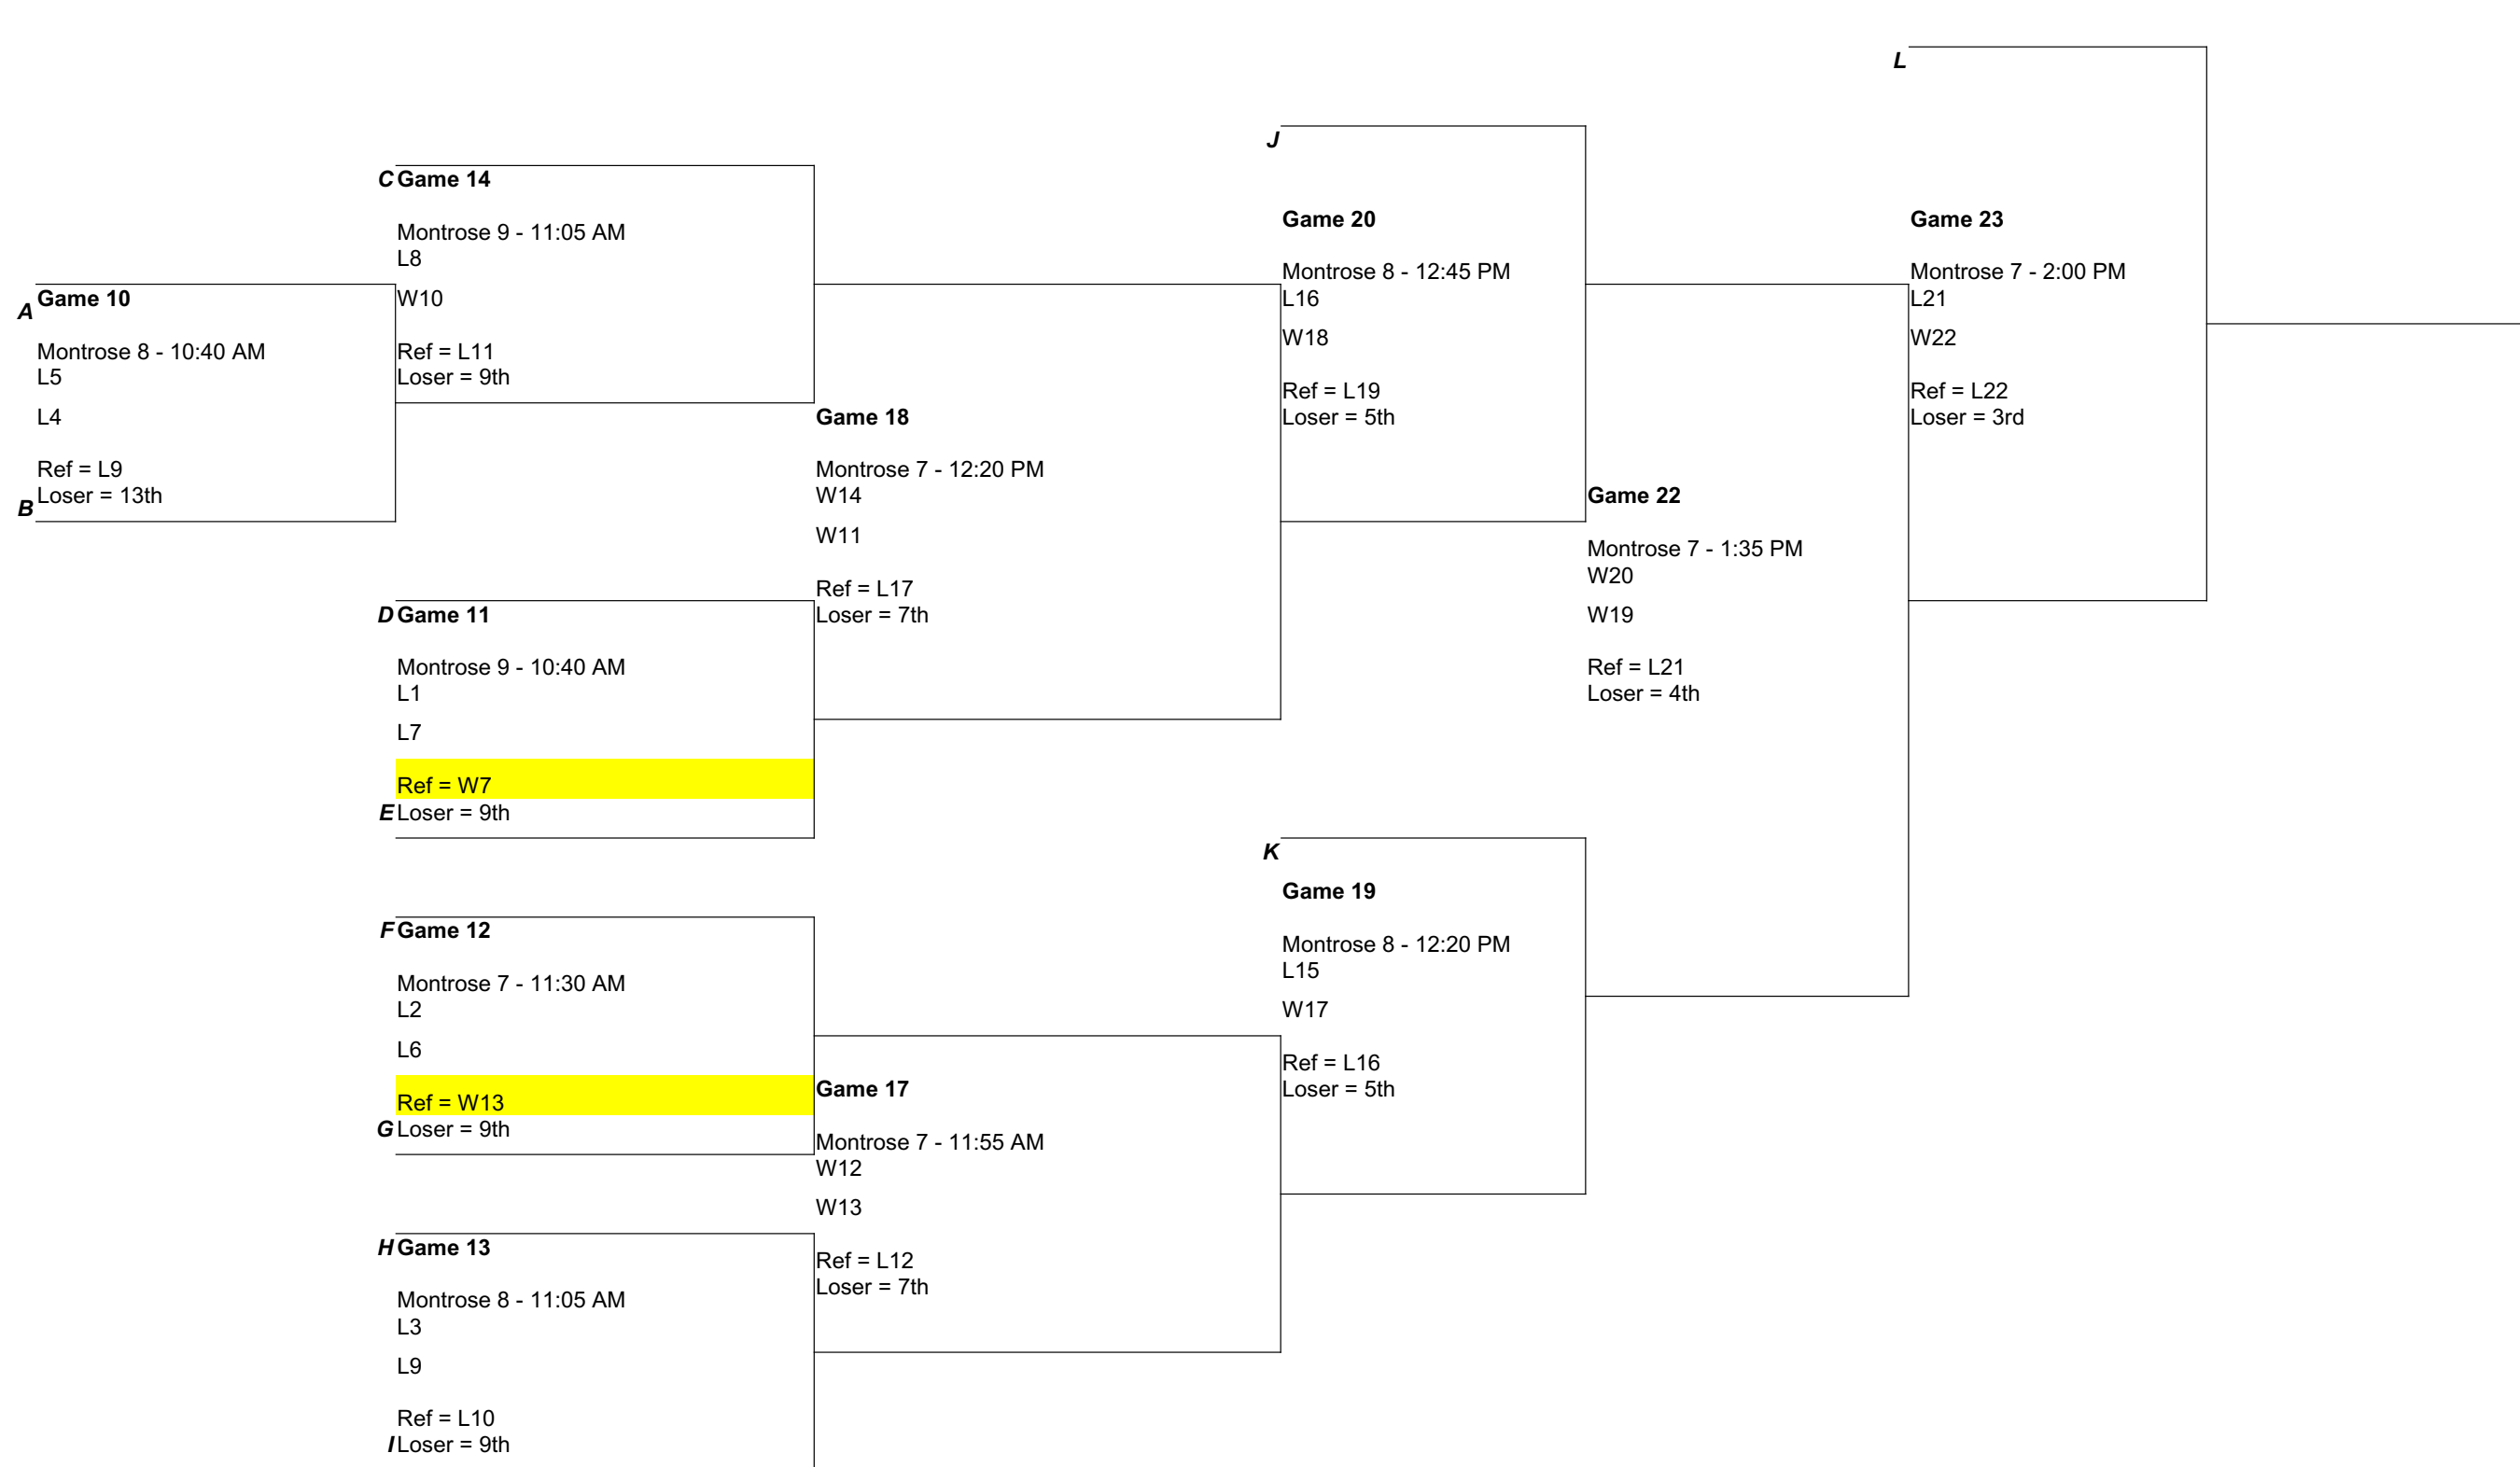 L
J
C Game 14
Montrose 9 - 11:05 AM
L8
W10
Ref = L11
Loser = 9th
A Game 10
Montrose 8 - 10:40 AM
L5
L4
Ref = L9
B Loser = 13th
Game 20
Montrose 8 - 12:45 PM
L16
W18
Ref = L19
Loser = 5th
Game 23
Montrose 7 - 2:00 PM
L21
W22
Ref = L22
Loser = 3rd
Game 18
Montrose 7 - 12:20 PM
W14
W11
Ref = L17
Loser = 7th
Game 22
Montrose 7 - 1:35 PM
W20
W19
Ref = L21
Loser = 4th
D Game 11
Montrose 9 - 10:40 AM
L1
L7
Ref = W7
E Loser = 9th
K
Game 19
Montrose 8 - 12:20 PM
L15
W17
Ref = L16
Loser = 5th
F Game 12
Montrose 7 - 11:30 AM
L2
L6
Ref = W13
G Loser = 9th
Game 17
Montrose 7 - 11:55 AM
W12
W13
Ref = L12
Loser = 7th
H Game 13
Montrose 8 - 11:05 AM
L3
L9
Ref = L10
I Loser = 9th